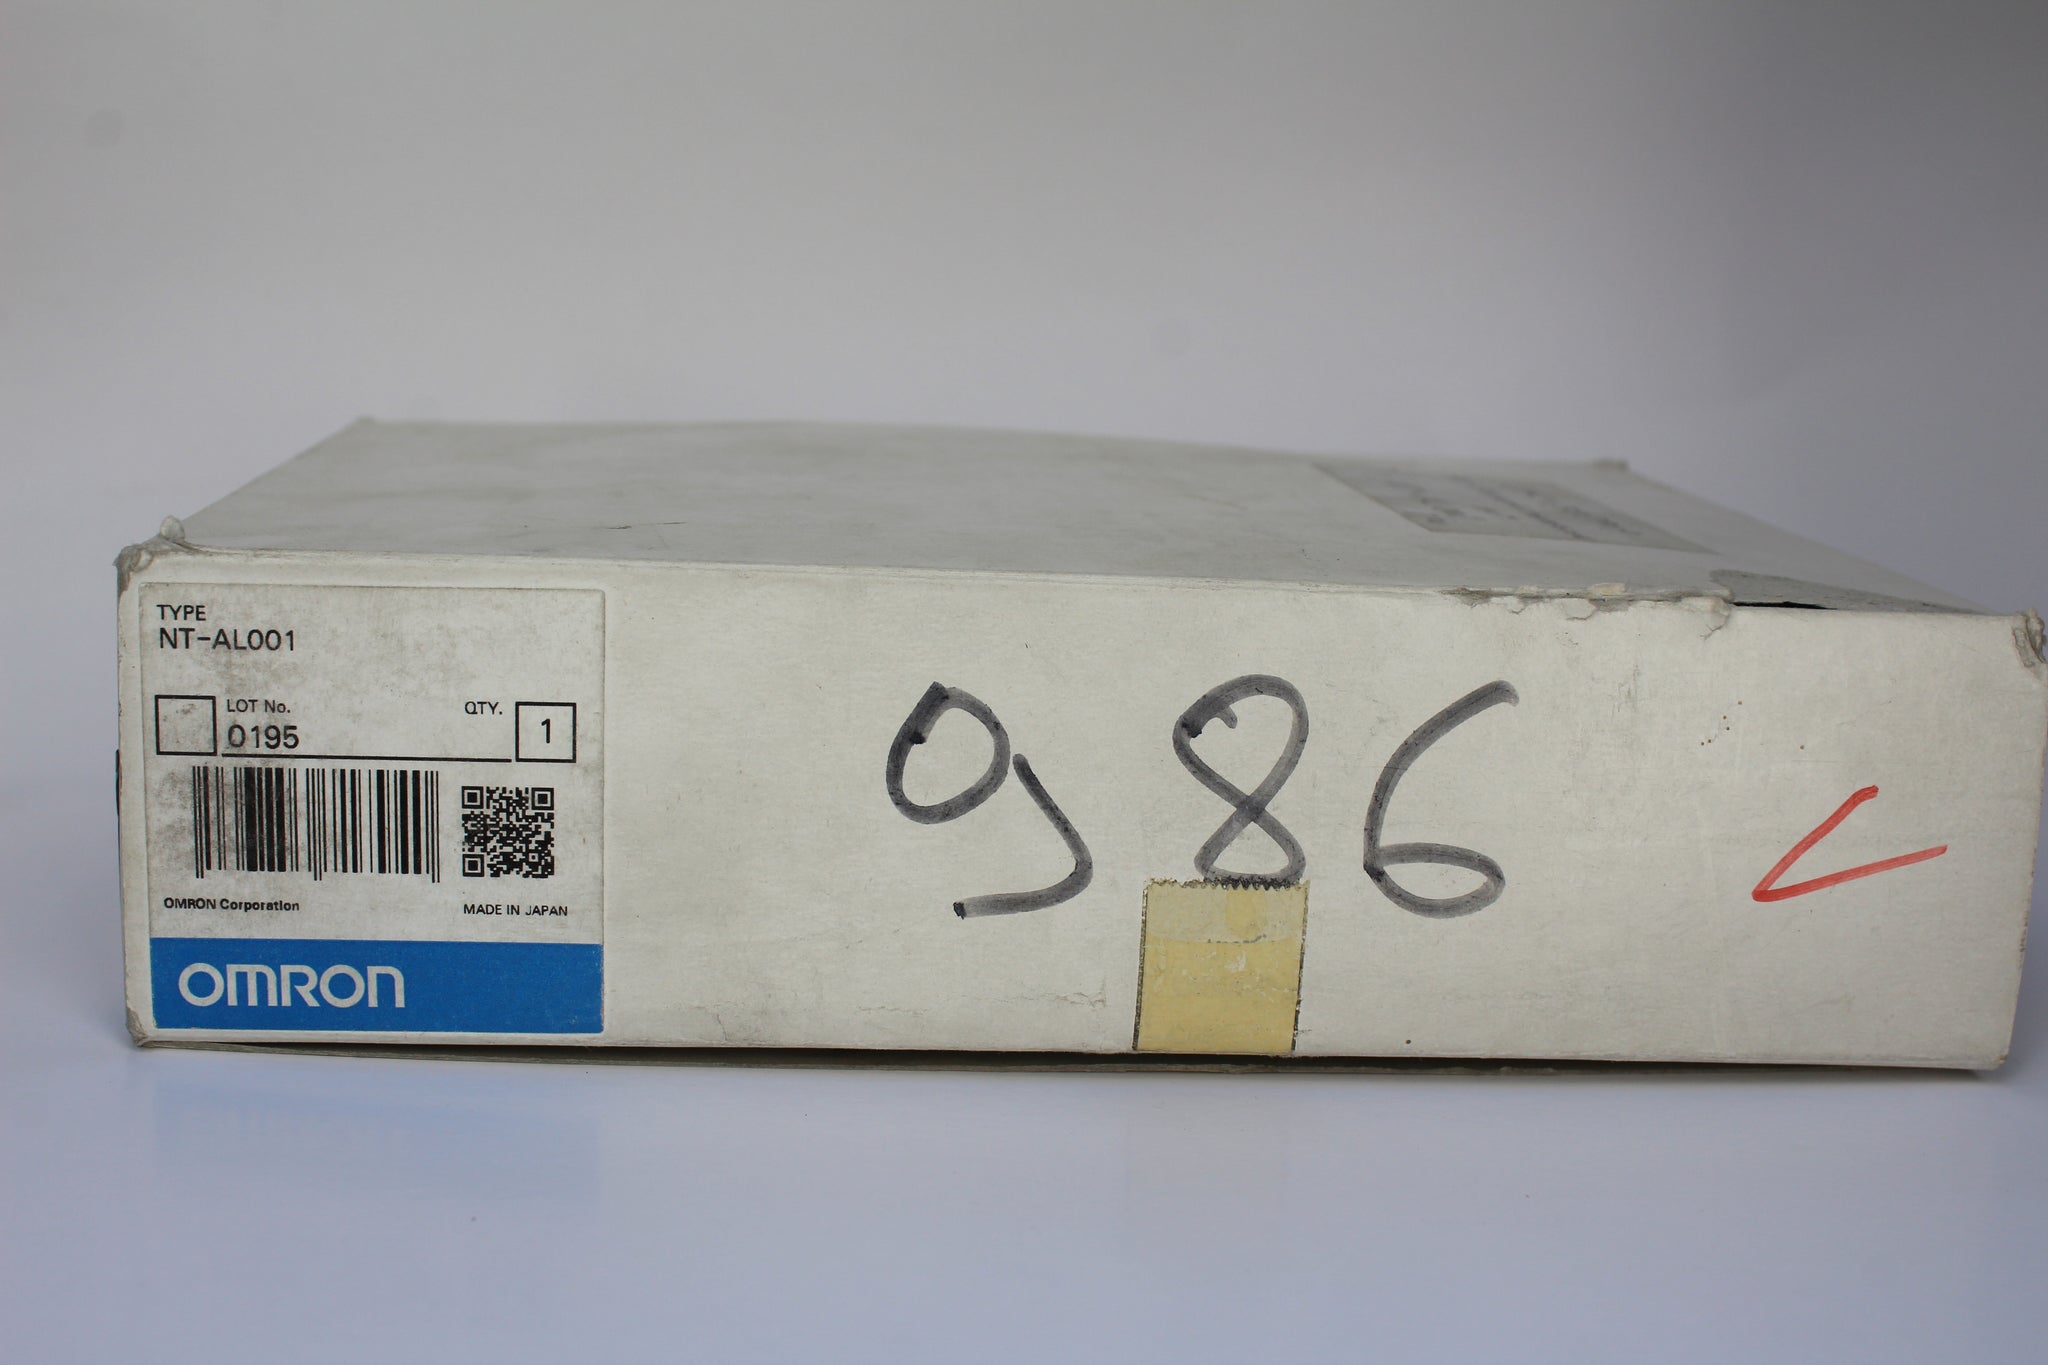 TYPE
NT-AL001
LOT No.
0195
QTY.
1
OMRON Corporation
MADE IN JAPAN
OMRON
986